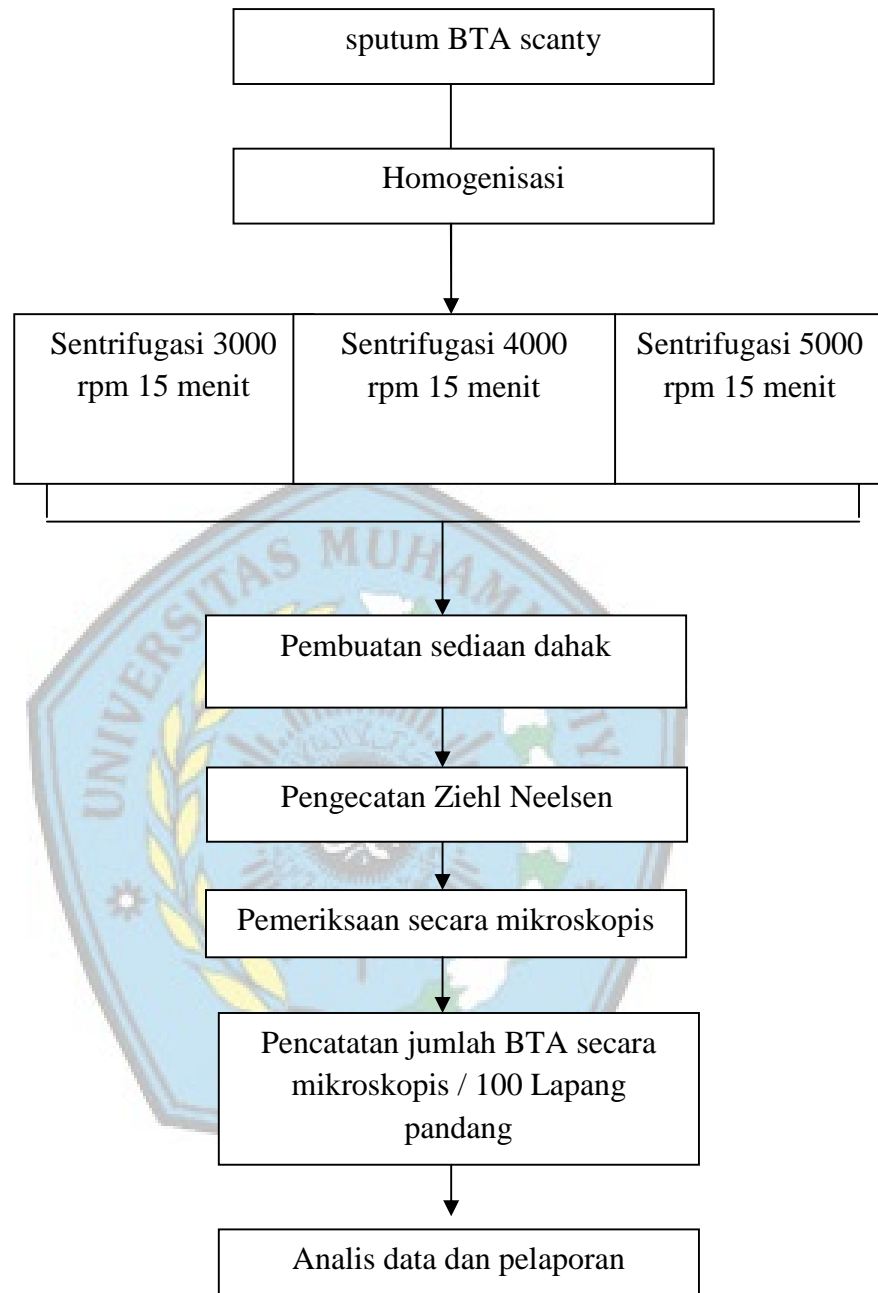 sputum BTA scanty
Homogenisasi
Sentrifugasi 3000
rpm 15 menit
Sentrifugasi 4000
rpm 15 menit
Sentrifugasi 5000
rpm 15 menit
UNIVERSITAS MUHAM
Pembuatan sediaan dahak
Pengecatan Ziehl Neelsen
Pemeriksaan secara mikroskopis
Pencatatan jumlah BTA secara
mikroskopis / 100 Lapang
pandang
Analis data dan pelaporan